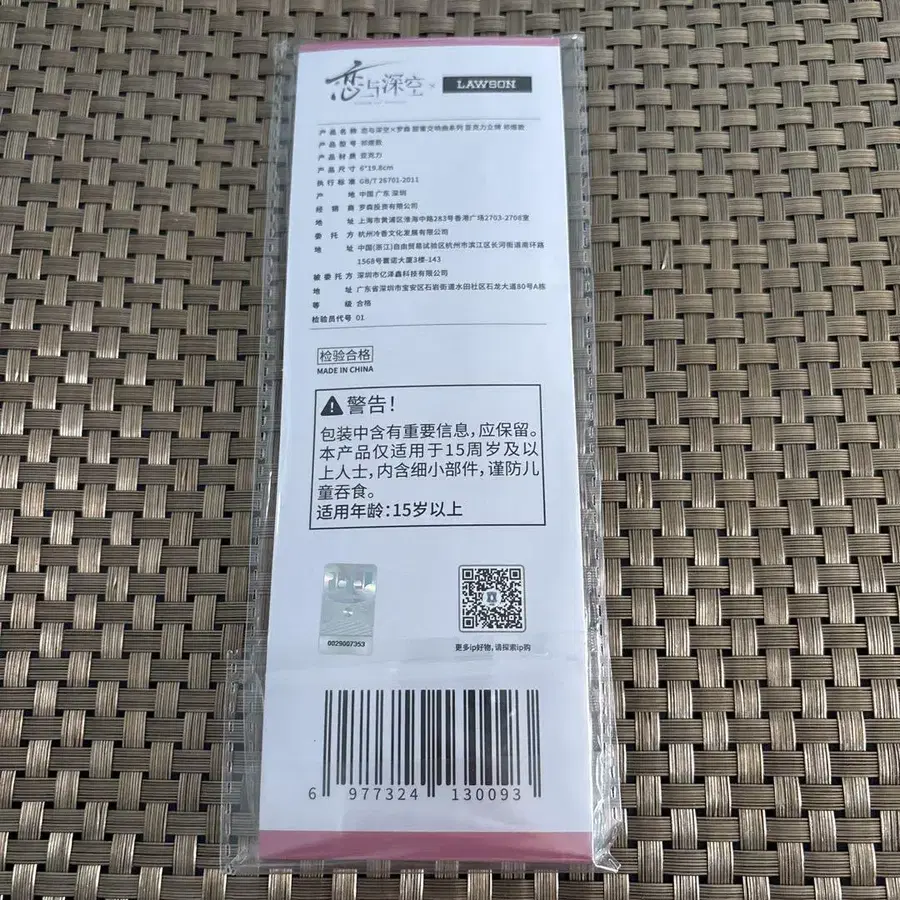 恋与深空 × LAWSON
产品名称 恋与深空×罗森 甜蜜交响曲系列 亚克力立牌 祁煜款
产品型号 祁煜款
产品材质 亚克力
产品尺寸 6*19.8cm
执行标准 GB/T 26701-2011
产 地 中国 广东 深圳
经销商 罗森投资有限公司
地 址 上海市黄浦区淮海中路283号香港广场2703-2708室
委托方 杭州冷香文化发展有限公司
地 址 中国(浙江)自由贸易试验区杭州市滨江区长河街道南环路
1568号雷诺大厦3楼-143
被委托方 深圳市亿泽鑫科技有限公司
地 址 广东省深圳市宝安区石岩街道水田社区石龙大道80号A栋
等 级 合格
检验员代号 01
检验合格
MADE IN CHINA
警告!
包装中含有重要信息,应保留。
本产品仅适用于15周岁及以
上人士,内含细小部件,谨防儿
童吞食。
适用年龄:15岁以上
0029007353
更多ip好物,请探索ip购
6 977324 130093